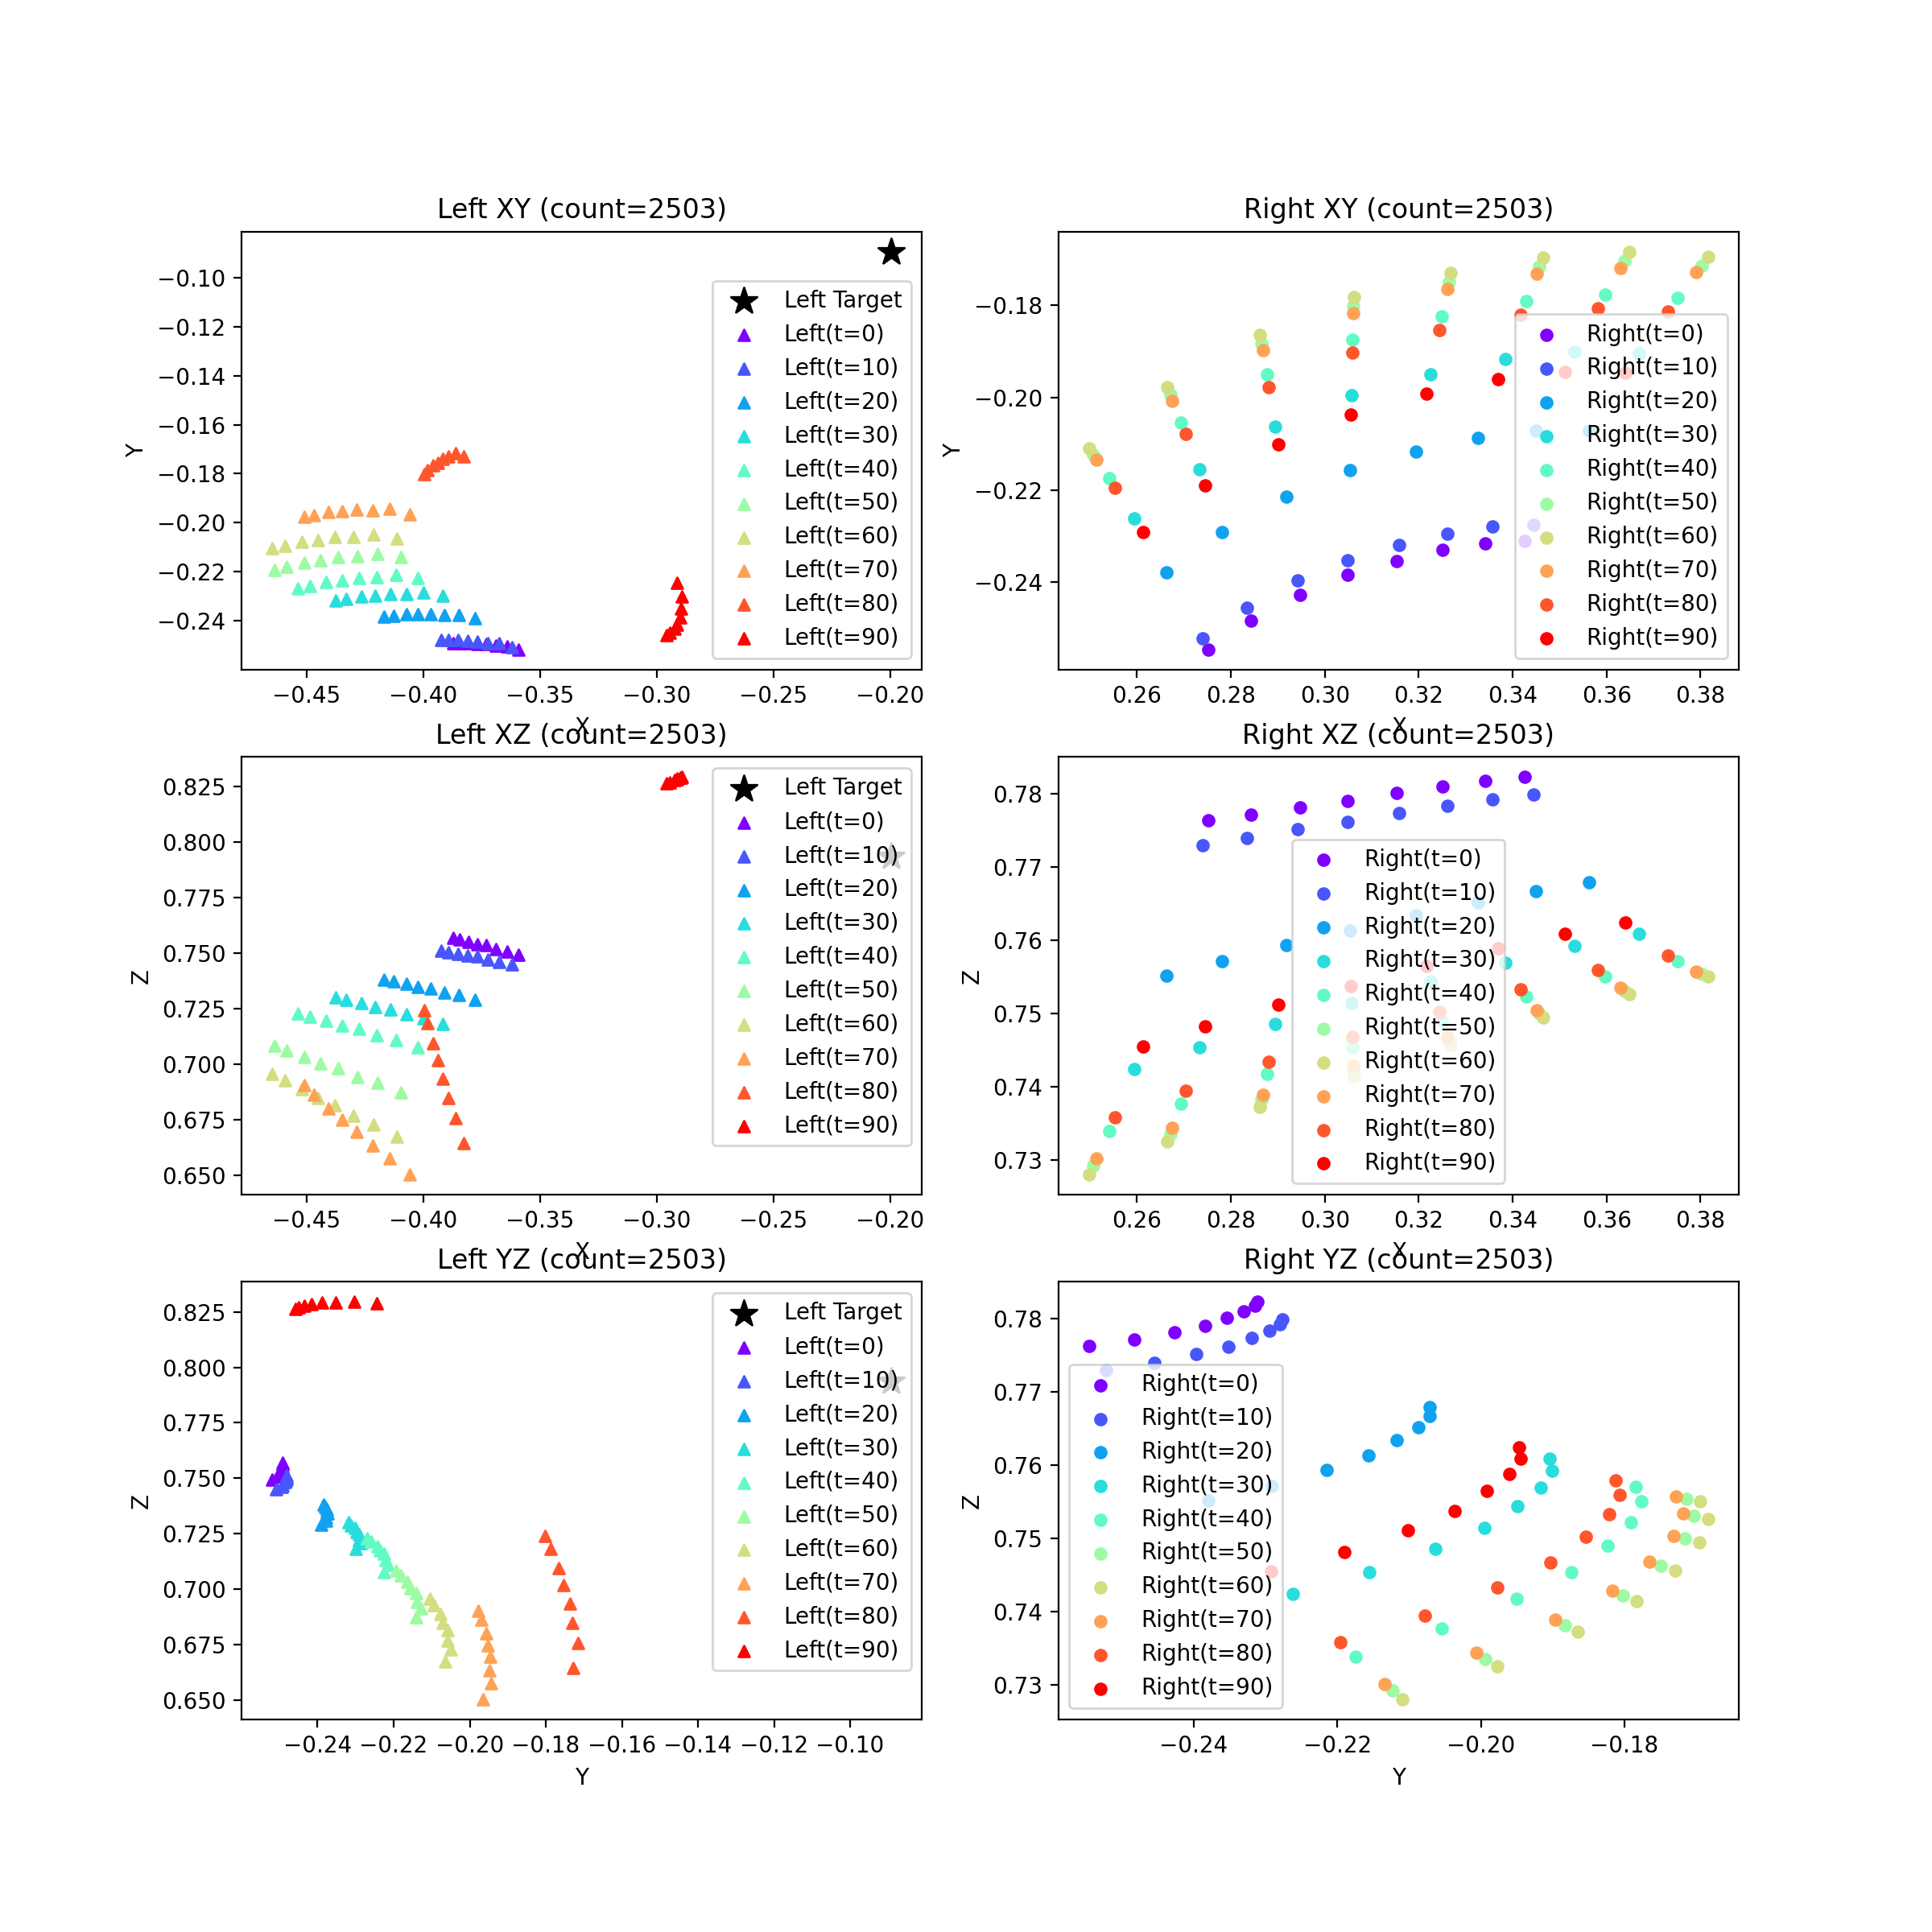 Left XY (count=2503)
Y
−0.10
−0.12
−0.14
−0.16
−0.18
−0.20
−0.22
−0.24
Left Target
Left(t=0)
Left(t=10)
Left(t=20)
Left(t=30)
Left(t=40)
Left(t=50)
Left(t=60)
Left(t=70)
Left(t=80)
Left(t=90)
−0.45 −0.40 −0.35 −0.30 −0.25 −0.20
X
Right XY (count=2503)
Y
−0.18
−0.20
−0.22
−0.24
Right(t=0)
Right(t=10)
Right(t=20)
Right(t=30)
Right(t=40)
Right(t=50)
Right(t=60)
Right(t=70)
Right(t=80)
Right(t=90)
0.26 0.28 0.30 0.32 0.34 0.36 0.38
X
Left XZ (count=2503)
Z
0.825
0.800
0.775
0.750
0.725
0.700
0.675
0.650
Left Target
Left(t=0)
Left(t=10)
Left(t=20)
Left(t=30)
Left(t=40)
Left(t=50)
Left(t=60)
Left(t=70)
Left(t=80)
Left(t=90)
−0.45 −0.40 −0.35 −0.30 −0.25 −0.20
X
Right XZ (count=2503)
Z
0.78
0.77
0.76
0.75
0.74
0.73
Right(t=0)
Right(t=10)
Right(t=20)
Right(t=30)
Right(t=40)
Right(t=50)
Right(t=60)
Right(t=70)
Right(t=80)
Right(t=90)
0.26 0.28 0.30 0.32 0.34 0.36 0.38
X
Left YZ (count=2503)
Z
0.825
0.800
0.775
0.750
0.725
0.700
0.675
0.650
Left Target
Left(t=0)
Left(t=10)
Left(t=20)
Left(t=30)
Left(t=40)
Left(t=50)
Left(t=60)
Left(t=70)
Left(t=80)
Left(t=90)
−0.24 −0.22 −0.20 −0.18 −0.16 −0.14 −0.12 −0.10
Y
Right YZ (count=2503)
Z
0.78
0.77
0.76
0.75
0.74
0.73
Right(t=0)
Right(t=10)
Right(t=20)
Right(t=30)
Right(t=40)
Right(t=50)
Right(t=60)
Right(t=70)
Right(t=80)
Right(t=90)
−0.24 −0.22 −0.20 −0.18
Y